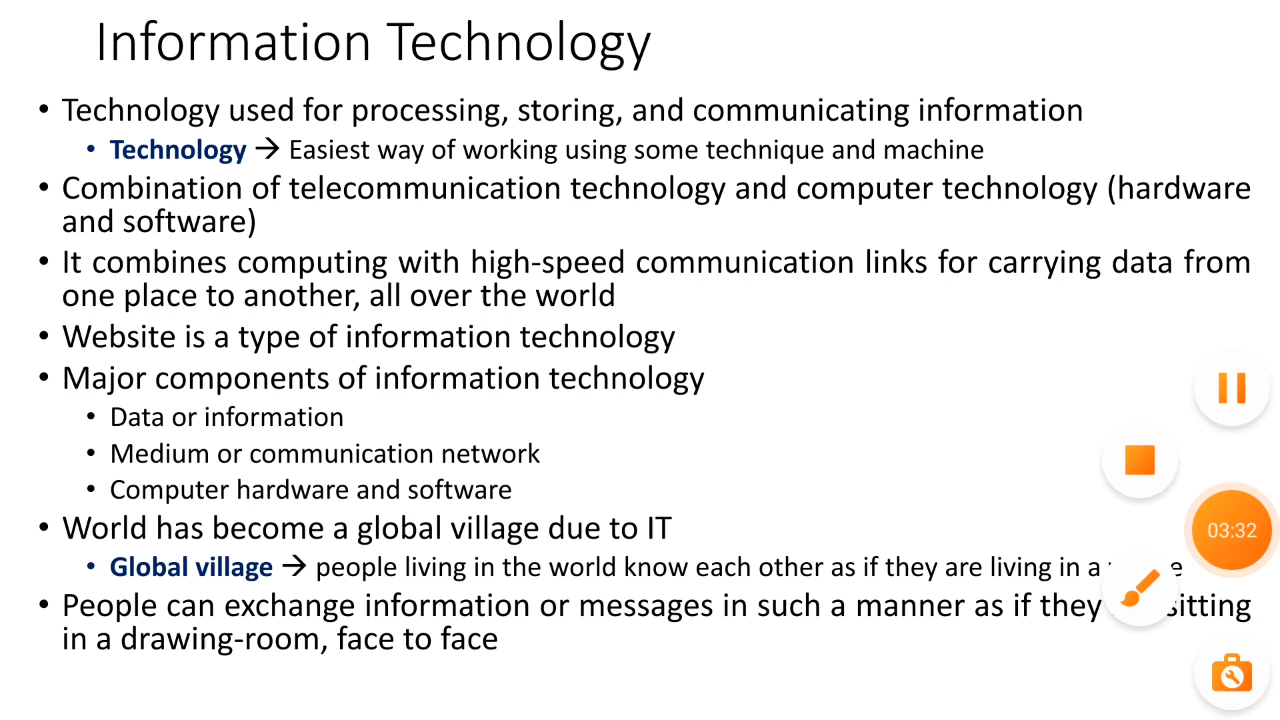 Information Technology
• Technology used for processing, storing, and communicating information
• Technology → Easiest way of working using some technique and machine
• Combination of telecommunication technology and computer technology (hardware
and software)
• It combines computing with high-speed communication links for carrying data from
one place to another, all over the world
• Website is a type of information technology
• Major components of information technology
• Data or information
• Medium or communication network
• Computer hardware and software
• World has become a global village due to IT
• Global village → people living in the world know each other as if they are living in a
• People can exchange information or messages in such a manner as if they sitting
in a drawing-room, face to face
03:32